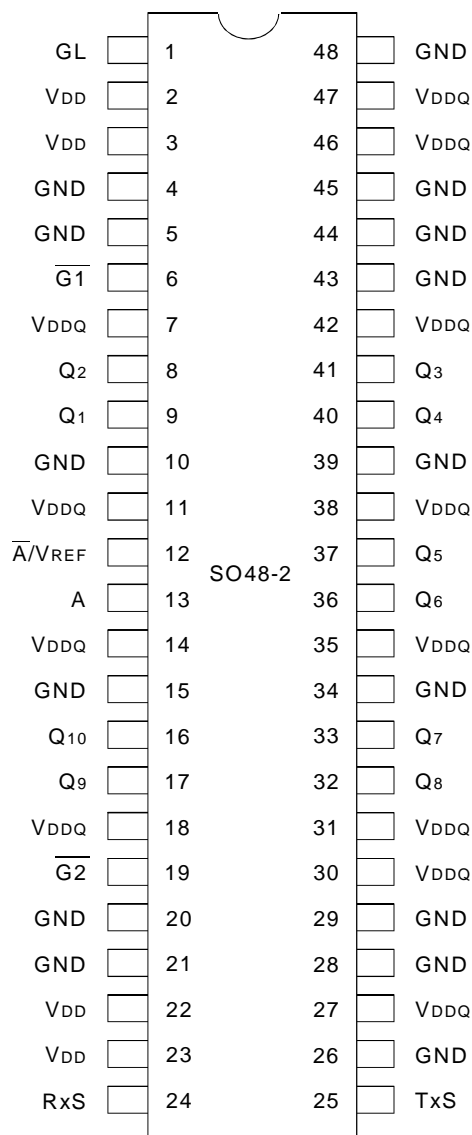 GL 1 48 GND
VDD 2 47 VDDQ
VDD 3 46 VDDQ
GND 4 45 GND
GND 5 44 GND
G̅1̅ 6 43 GND
VDDQ 7 42 VDDQ
Q2 8 41 Q3
Q1 9 40 Q4
GND 10 39 GND
VDDQ 11 38 VDDQ
A̅/VREF 12 37 Q5
SO48-2
A 13 36 Q6
VDDQ 14 35 VDDQ
GND 15 34 GND
Q10 16 33 Q7
Q9 17 32 Q8
VDDQ 18 31 VDDQ
G̅2̅ 19 30 VDDQ
GND 20 29 GND
GND 21 28 GND
VDD 22 27 VDDQ
VDD 23 26 GND
RxS 24 25 TxS